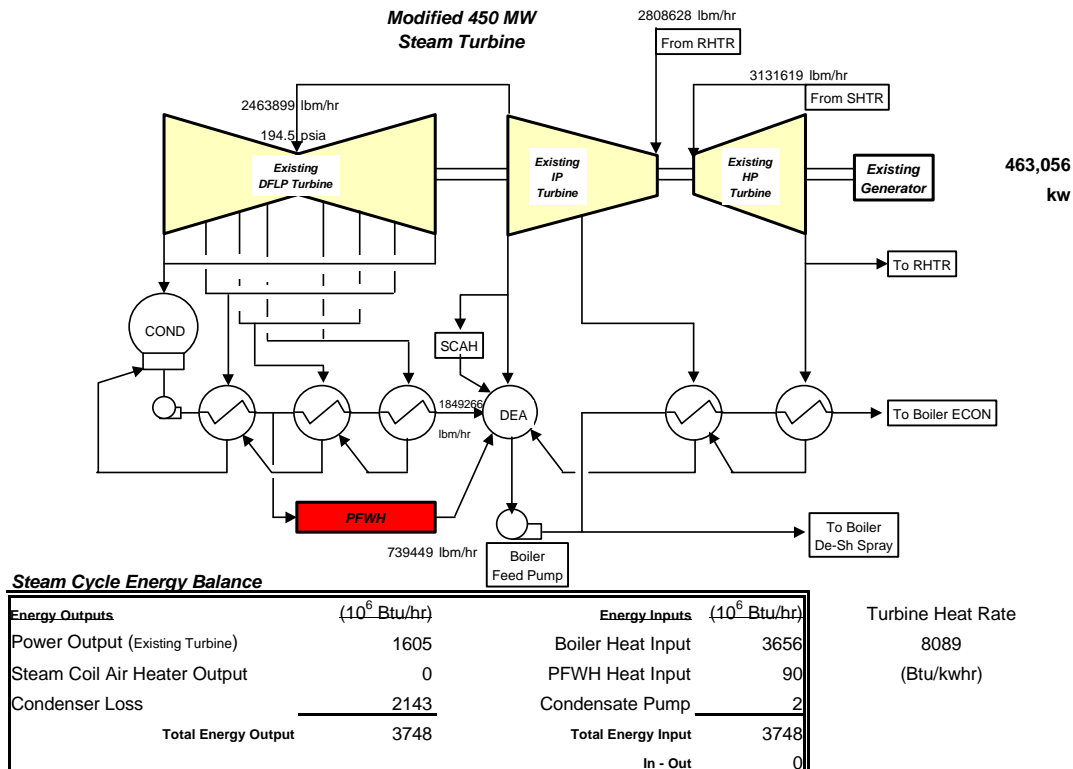 Modified 450 MW
Steam Turbine
2808628 lbm/hr
From RHTR
3131619 lbm/hr
From SHTR
2463899 lbm/hr
194.5 psia
Existing
DFLP Turbine
Existing
IP
Turbine
Existing
HP
Turbine
Existing
Generator
463,056
kw
To RHTR
COND
SCAH
1849266
lbm/hr
DEA
To Boiler ECON
PFWH
739449 lbm/hr
Boiler
Feed Pump
To Boiler
De-Sh Spray
Steam Cycle Energy Balance
Energy Outputs (10^6 Btu/hr) Energy Inputs (10^6 Btu/hr) Turbine Heat Rate
Power Output (Existing Turbine) 1605 Boiler Heat Input 3656 8089
Steam Coil Air Heater Output 0 PFWH Heat Input 90 (Btu/kwhr)
Condenser Loss 2143 Condensate Pump 2
Total Energy Output 3748 Total Energy Input 3748
In - Out 0